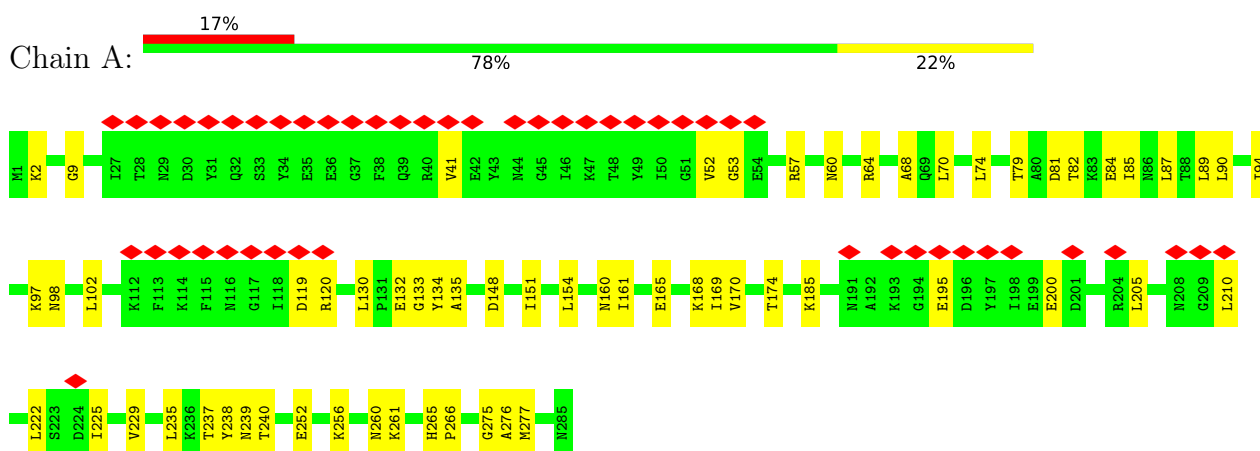 17%
Chain A:
78% 22%
M1 K2 G9 I27 T28 N29 D30 Y31 Q32 S33 Y34 E35 E36 G37 F38 Q39 R40 V41 E42 Y43 N44 G45 I46 K47 T48 Y49 I50 G51 V52 G53 E54 R57 N60 R64 A68 Q69 L70 L74 T79 A80 D81 T82 K83 E84 I85 N86 L87 T88 L89 L90 I94
K97 N98 L102 K112 F113 K114 F115 N116 G117 I118 D119 R120 L130 P131 E132 G133 Y134 A135 D148 I151 L154 N160 I161 E165 K168 I169 V170 T174 K185 N191 A192 K193 G194 E195 D196 Y197 I198 E199 E200 D201 R204 L205 N208 G209 L210
L222 S223 D224 I225 V229 L235 K236 T237 Y238 N239 T240 E252 K256 N260 K261 H265 P266 G275 A276 M277 N285